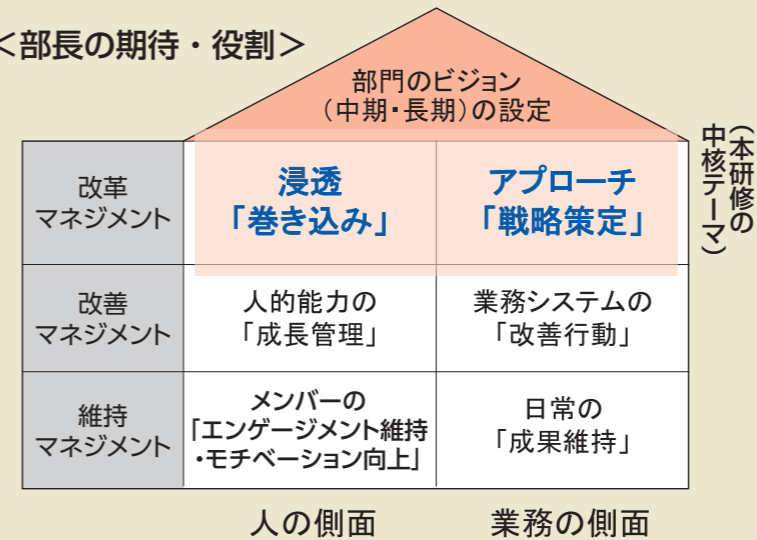 ＜部長の期待・役割＞
部門のビジョン
（中期・長期）の設定
（本研修の
中核テーマ）
改革
マネジメント
浸透
「巻き込み」
アプローチ
「戦略策定」
改善
マネジメント
人的能力の
「成長管理」
業務システムの
「改善行動」
維持
マネジメント
メンバーの
「エンゲージメント維持
・モチベーション向上」
日常の
「成果維持」
人の側面
業務の側面